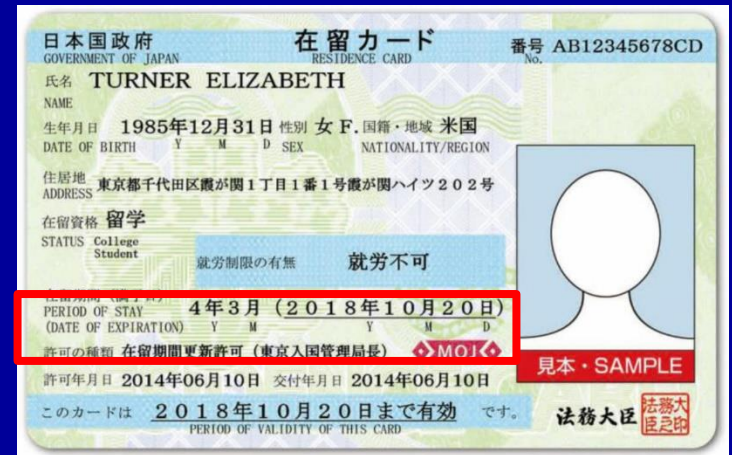 日本国政府 在留カード 番号 AB12345678CD
GOVERNMENT OF JAPAN RESIDENCE CARD No.
氏名 TURNER ELIZABETH
NAME
生年月日 1985年12月31日 性別 女 F. 国籍・地域 米国
DATE OF BIRTH Y M D SEX NATIONALITY/REGION
住居地 東京都千代田区霞が関1丁目1番1号霞が関ハイツ202号
ADDRESS
在留資格 留学
STATUS College
Student
就労制限の有無 就労不可
在留期間(満了日) 4年3月(2018年10月20日)
PERIOD OF STAY
(DATE OF EXPIRATION) Y M Y M D
許可の種類 在留期間更新許可(東京入国管理局長) MOJ
見本・SAMPLE
許可年月日 2014年06月10日 交付年月日 2014年06月10日
このカードは 2018年10月20日まで有効 です。
PERIOD OF VALIDITY OF THIS CARD
法務大臣 法務大臣之印